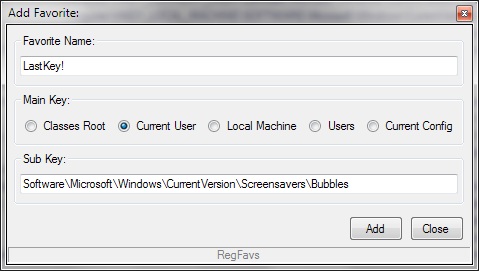 Add Favorite:
Favorite Name:
LastKey!
Main Key:
Classes Root Current User Local Machine Users Current Config
Sub Key:
Software\Microsoft\Windows\CurrentVersion\Screensavers\Bubbles
Add Close
RegFavs